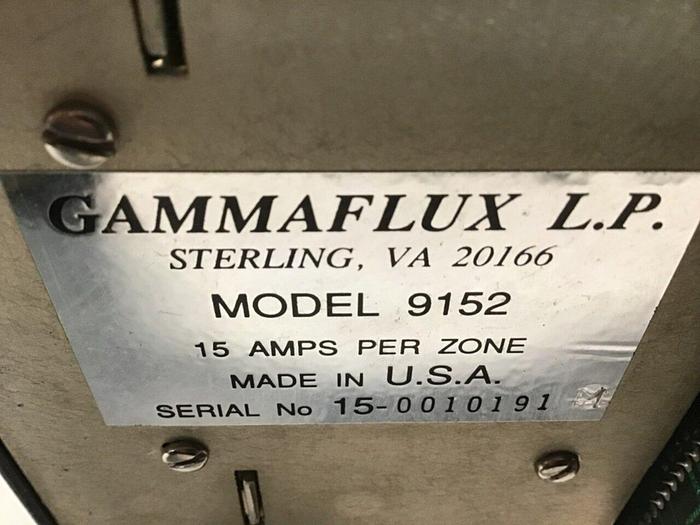 GAMMAFLUX L.P.
STERLING, VA 20166
MODEL 9152
15 AMPS PER ZONE
MADE IN U.S.A.
SERIAL No 15-0010191